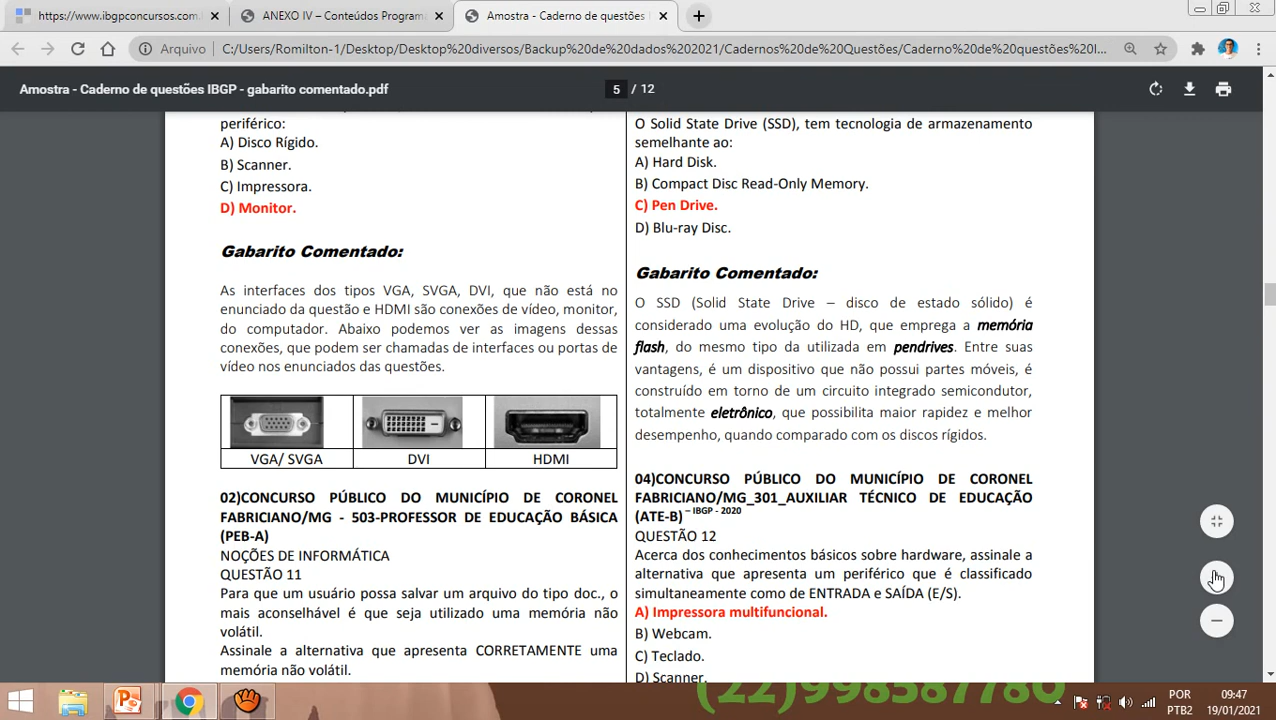 https://www.ibgpconcursos.com.b
ANEXO IV – Conteúdos Program
Amostra - Caderno de questões
Arquivo
C:/Users/Romilton-1/Desktop/Desktop%20diversos/Backup%20de%20dados%202021/Cadernos%20de%20Questões/Caderno%20de%20questões%20I...
Amostra - Caderno de questões IBGP - gabarito comentado.pdf
5 / 12
periférico:
A) Disco Rígido.
B) Scanner.
C) Impressora.
D) Monitor.
Gabarito Comentado:
As interfaces dos tipos VGA, SVGA, DVI, que não está no
enunciado da questão e HDMI são conexões de vídeo, monitor,
do computador. Abaixo podemos ver as imagens dessas
conexões, que podem ser chamadas de interfaces ou portas de
vídeo nos enunciados das questões.
VGA/ SVGA
DVI
HDMI
02)CONCURSO PÚBLICO DO MUNICÍPIO DE CORONEL
FABRICIANO/MG - 503-PROFESSOR DE EDUCAÇÃO BÁSICA
(PEB-A)
NOÇÕES DE INFORMÁTICA
QUESTÃO 11
Para que um usuário possa salvar um arquivo do tipo doc., o
mais aconselhável é que seja utilizado uma memória não
volátil.
Assinale a alternativa que apresenta CORRETAMENTE uma
memória não volátil.
O Solid State Drive (SSD), tem tecnologia de armazenamento
semelhante ao:
A) Hard Disk.
B) Compact Disc Read-Only Memory.
C) Pen Drive.
D) Blu-ray Disc.
Gabarito Comentado:
O SSD (Solid State Drive – disco de estado sólido) é
considerado uma evolução do HD, que emprega a memória
flash, do mesmo tipo da utilizada em pendrives. Entre suas
vantagens, é um dispositivo que não possui partes móveis, é
construído em torno de um circuito integrado semicondutor,
totalmente eletrônico, que possibilita maior rapidez e melhor
desempenho, quando comparado com os discos rígidos.
04)CONCURSO PÚBLICO DO MUNICÍPIO DE CORONEL
FABRICIANO/MG_301_AUXILIAR TÉCNICO DE EDUCAÇÃO
(ATE-B) – IBGP - 2020
QUESTÃO 12
Acerca dos conhecimentos básicos sobre hardware, assinale a
alternativa que apresenta um periférico que é classificado
simultaneamente como de ENTRADA e SAÍDA (E/S).
A) Impressora multifuncional.
B) Webcam.
C) Teclado.
D) Scanner.
(22)998587780
POR
PTB2
09:47
19/01/2021